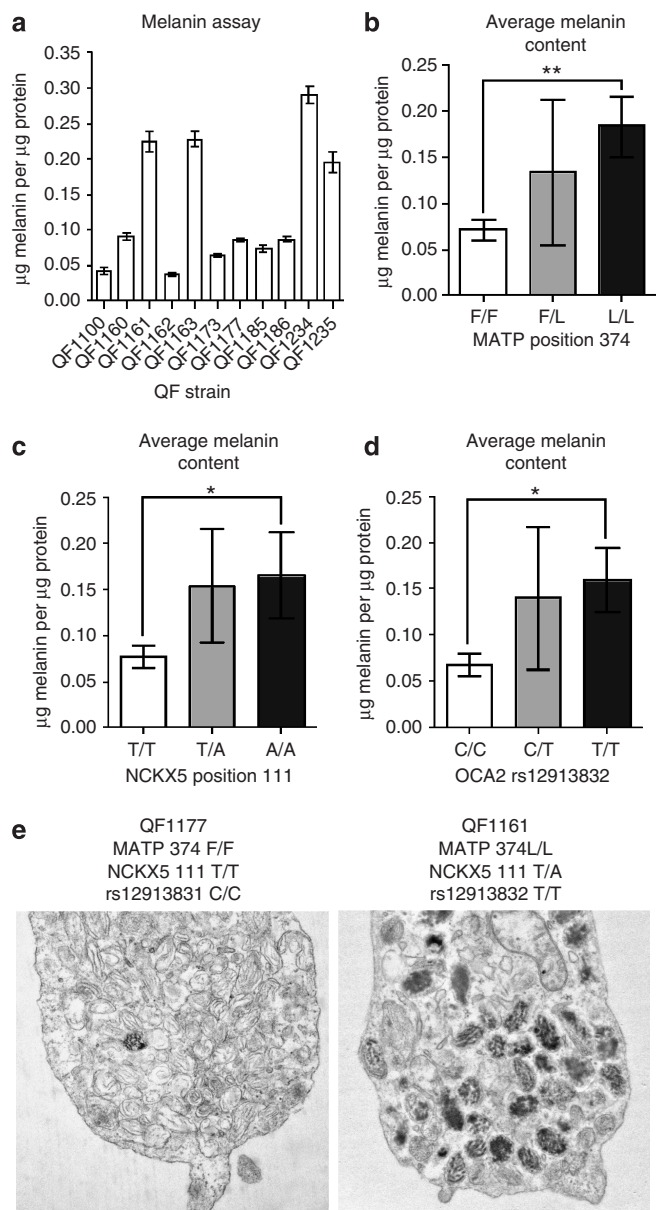 a
Melanin assay
µg melanin per µg protein
0.35
0.30
0.25
0.20
0.15
0.10
0.05
0.00
QF1100
QF1160
QF1161
QF1162
QF1163
QF1173
QF1177
QF1185
QF1186
QF1234
QF1235
QF strain
b
Average melanin
content
µg melanin per µg protein
0.25
0.20
0.15
0.10
0.05
0.00
**
F/F F/L L/L
MATP position 374
c
Average melanin
content
µg melanin per µg protein
0.25
0.20
0.15
0.10
0.05
0.00
*
T/T T/A A/A
NCKX5 position 111
d
Average melanin
content
µg melanin per µg protein
0.25
0.20
0.15
0.10
0.05
0.00
*
C/C C/T T/T
OCA2 rs12913832
e
QF1177
MATP 374 F/F
NCKX5 111 T/T
rs12913831 C/C
QF1161
MATP 374L/L
NCKX5 111 T/A
rs12913832 T/T